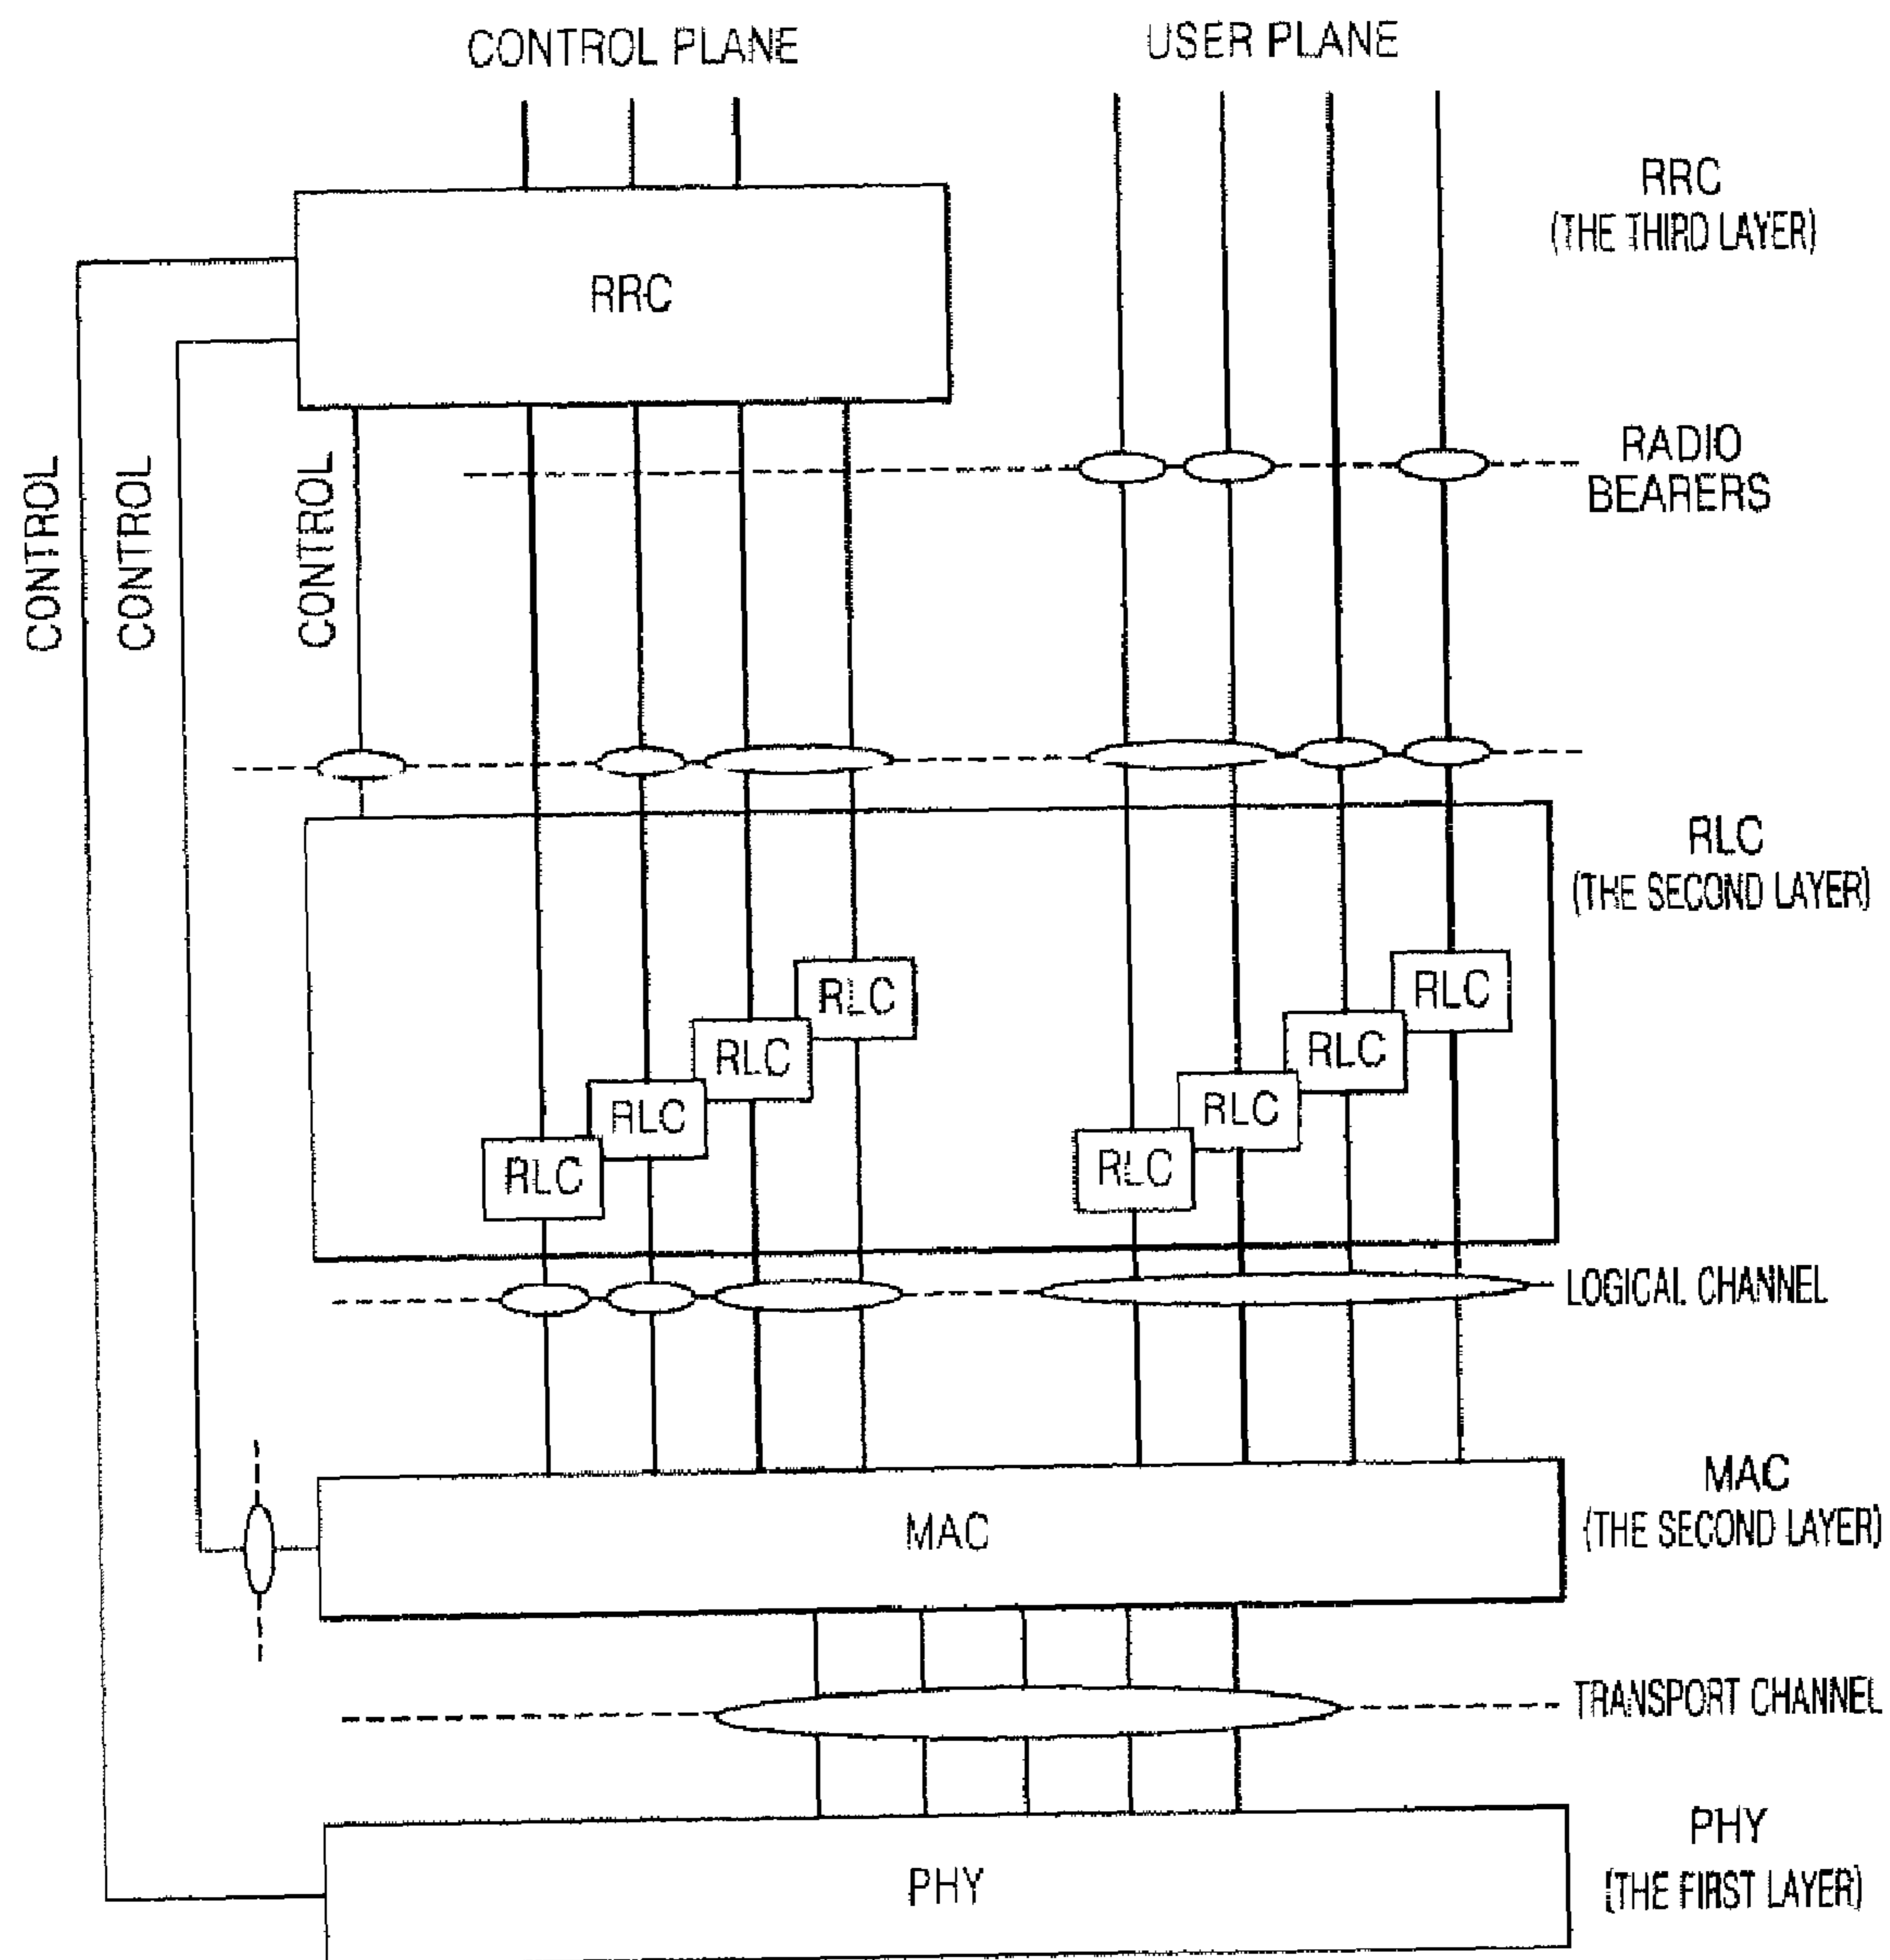 CONTROL PLANE
USER PLANE
RRC
(THE THIRD LAYER)
RRC
RADIO
BEARERS
CONTROL
CONTROL
CONTROL
RLC
(THE SECOND LAYER)
RLC
RLC
RLC
RLC
RLC
RLC
RLC
RLC
LOGICAL CHANNEL
MAC
(THE SECOND LAYER)
MAC
TRANSPORT CHANNEL
PHY
(THE FIRST LAYER)
PHY